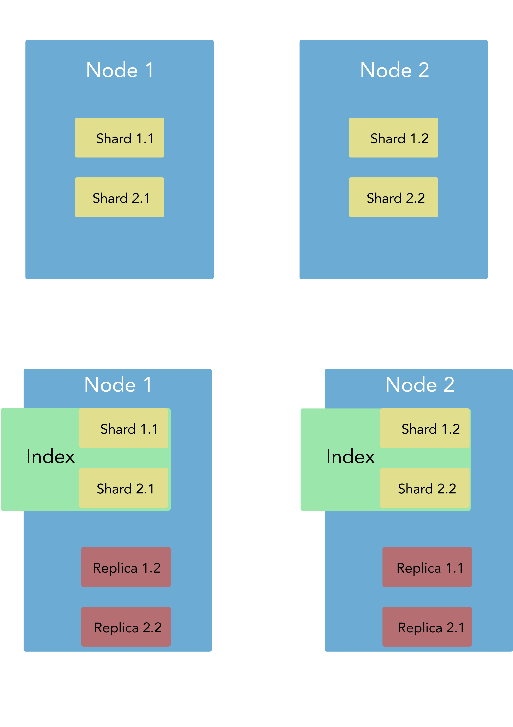 Node 1
Shard 1.1
Shard 2.1
Node 2
Shard 1.2
Shard 2.2
Node 1
Shard 1.1
Index
Shard 2.1
Replica 1.2
Replica 2.2
Node 2
Shard 1.2
Index
Shard 2.2
Replica 1.1
Replica 2.1